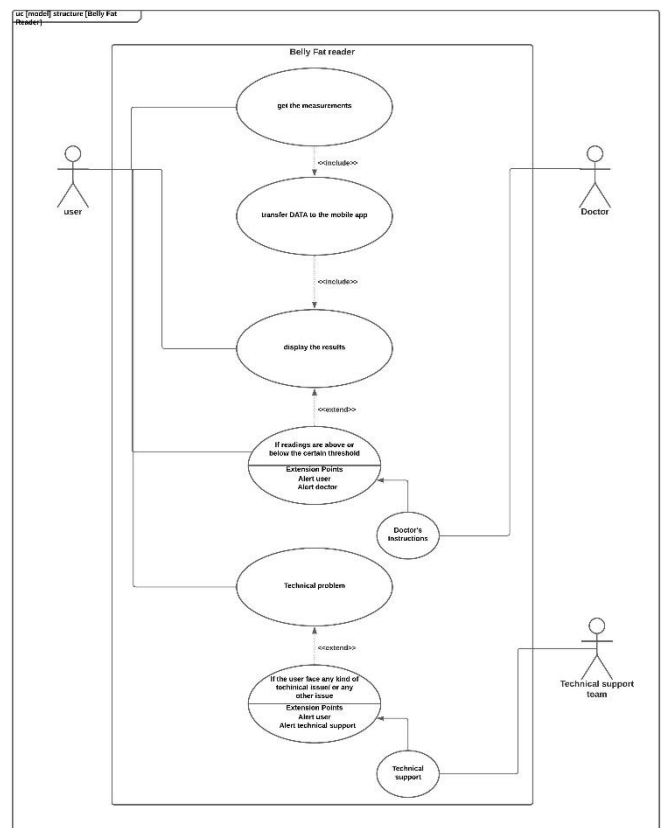 uc [model] structure [Belly Fat
Reader]
Belly Fat reader
get the measurements
<<include>>
user
Doctor
transfer DATA to the mobile app
<<include>>
display the results
<<extend>>
If readings are above or
below the certain threshold
Extension Points
Alert user
Alert doctor
Doctor's
Instructions
Technical problem
<<extend>>
If the user face any kind of
techinical issue/ or any
other issue
Extension Points
Alert user
Alert technical support
Technical support
team
Technical
support